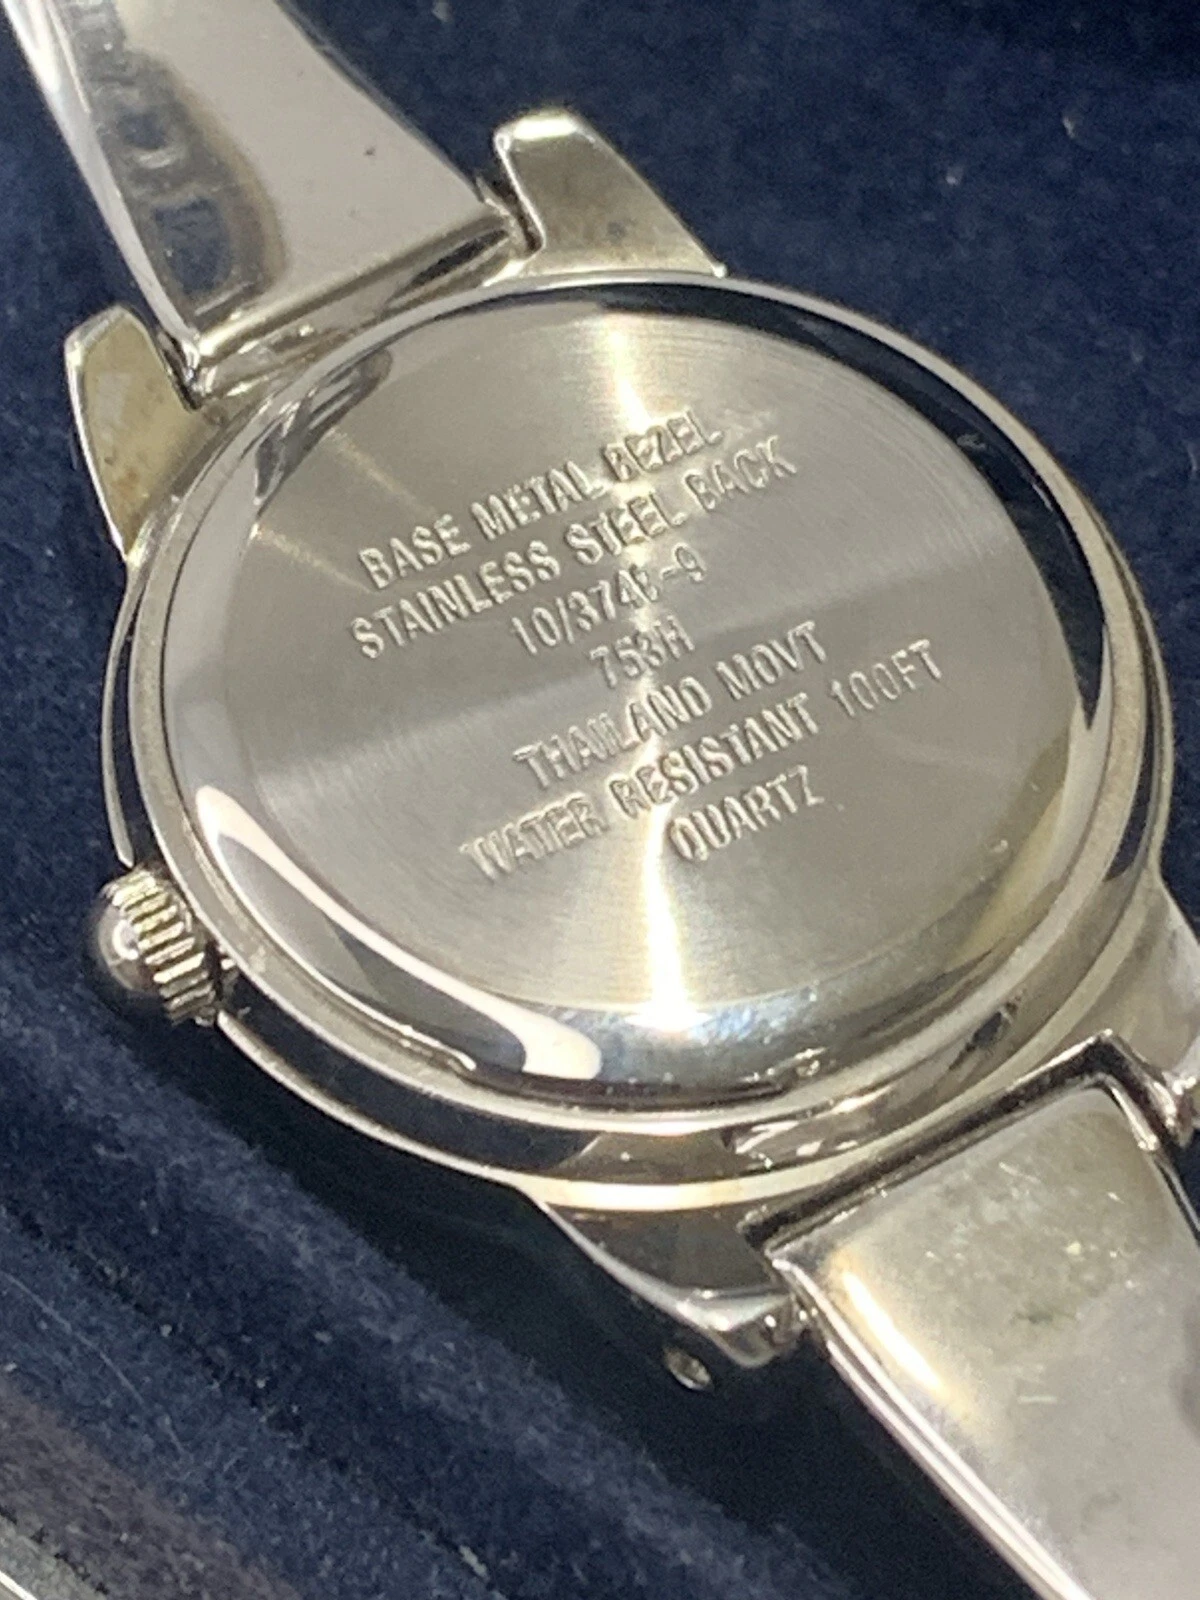 BASE METAL BEZEL
STAINLESS STEEL BACK
10/3748-9
753H
THAILAND MOVT
WATER RESISTANT 100FT
QUARTZ